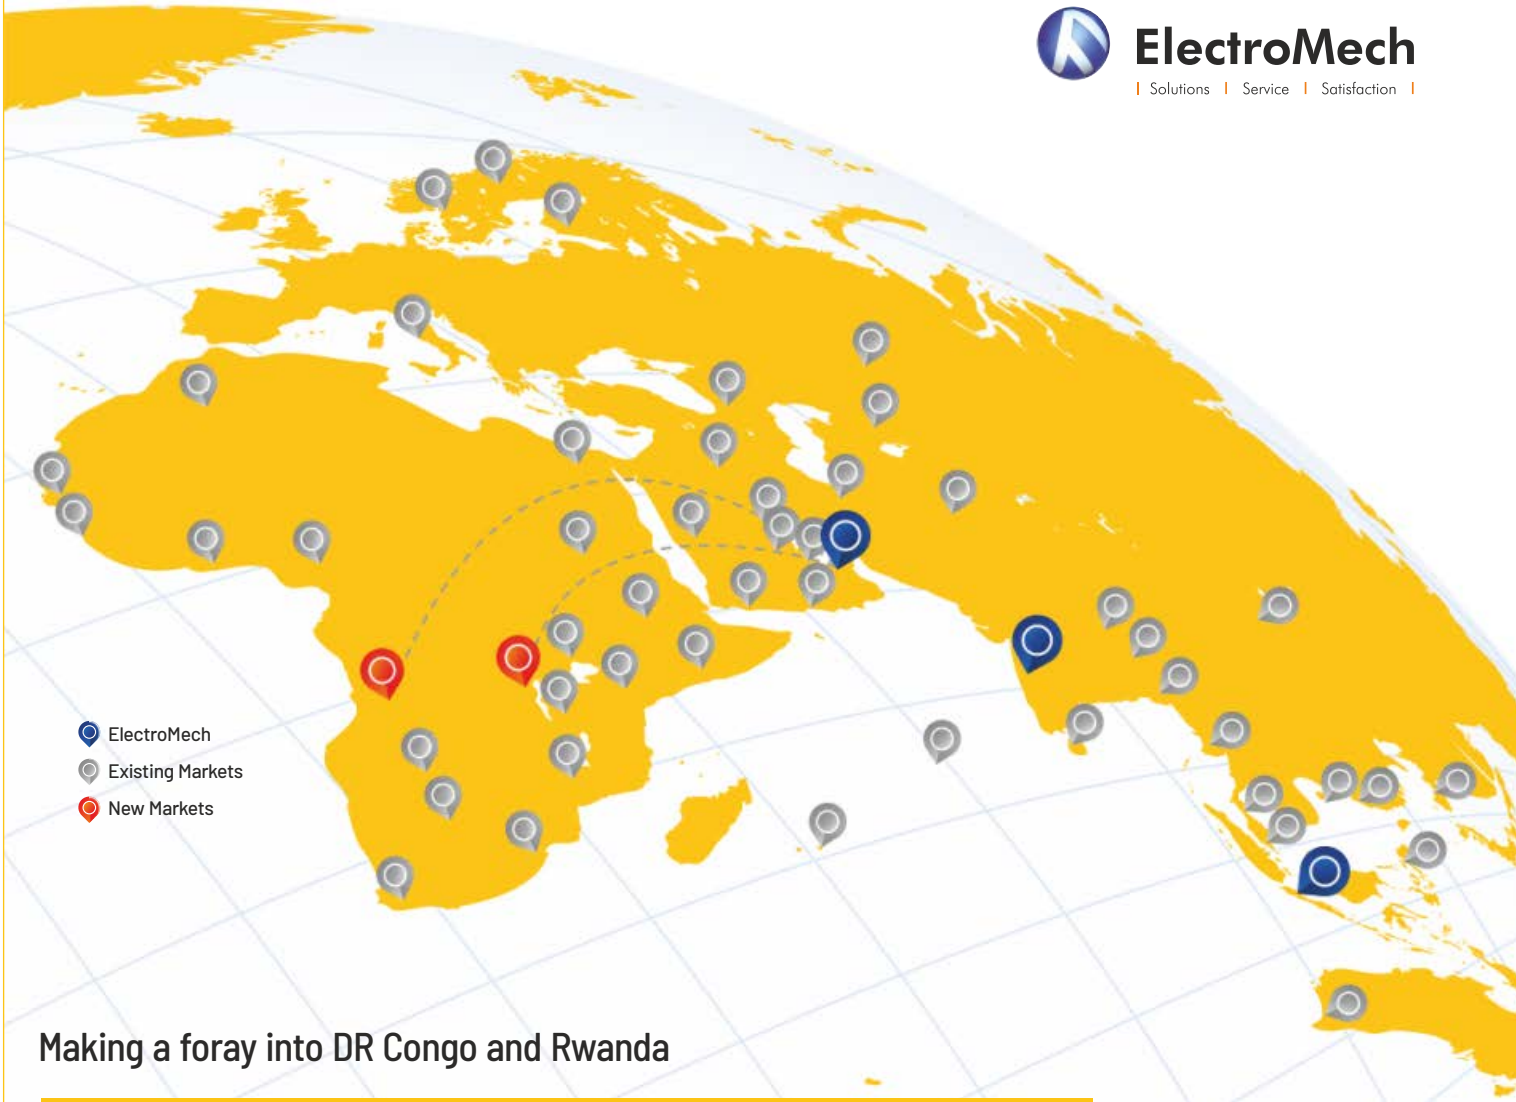 ElectroMech
| Solutions | Service | Satisfaction |
ElectroMech
Existing Markets
New Markets
Making a foray into DR Congo and Rwanda